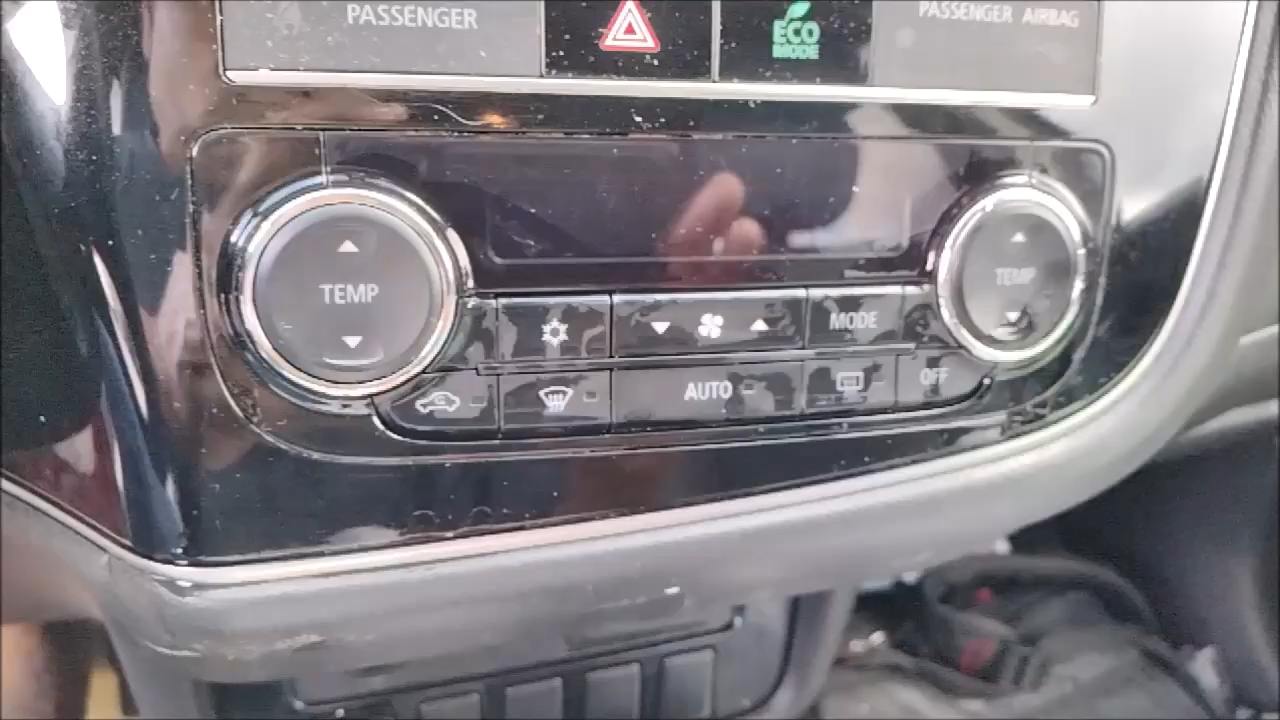 PASSENGER
ECO
MODE
PASSENGER AIRBAG
TEMP
TEMP
MODE
AUTO
OFF